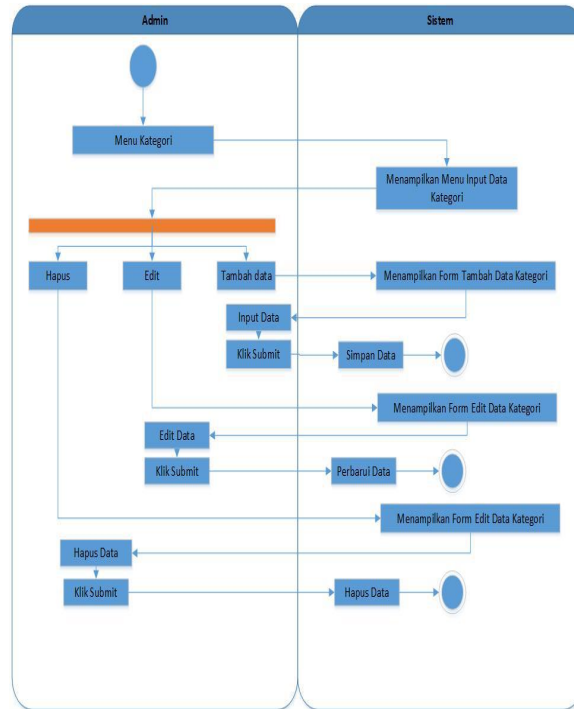 Admin
Sistem
Menu Kategori
Menampilkan Menu Input Data
Kategori
Hapus
Edit
Tambah data
Menampilkan Form Tambah Data Kategori
Input Data
Klik Submit
Simpan Data
Menampilkan Form Edit Data Kategori
Edit Data
Klik Submit
Perbarui Data
Menampilkan Form Edit Data Kategori
Hapus Data
Klik Submit
Hapus Data